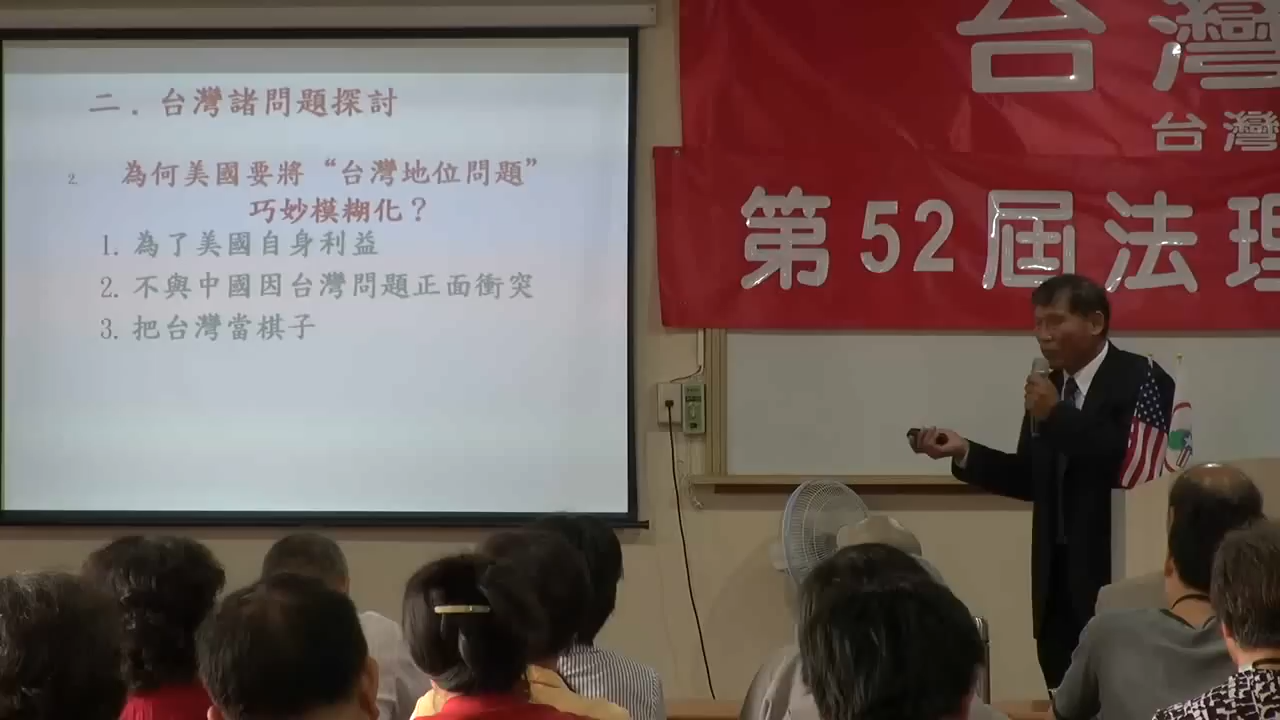 二．台灣諸問題探討
2. 為何美國要將“台灣地位問題”
巧妙模糊化？
1. 為了美國自身利益
2. 不與中國因台灣問題正面衝突
3. 把台灣當棋子
台灣
台灣
第52屆法理